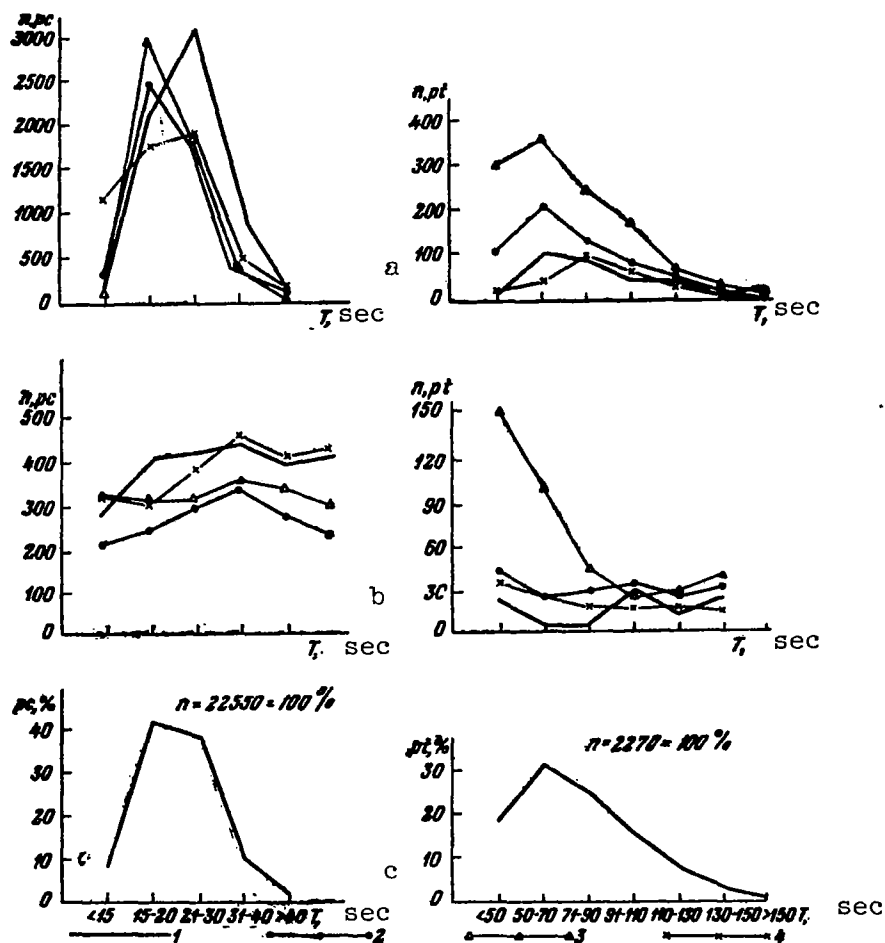 n,pc
3000
2500
2000
1500
1000
500
0
T, sec
n,pt
400
300
200
100
0
T, sec
a
n,pc
500
400
300
200
100
0
T, sec
n,pt
150
120
90
60
30
0
T, sec
b
pc,%
40
30
20
10
0
n=22550=100%
<15 15-20 21-30 31-40 >40 T, sec
pt,%
30
20
10
0
n=2270=100%
<50 50-70 71-90 91-110 110-130 130-150 >150 T, sec
c
1 2 3 4